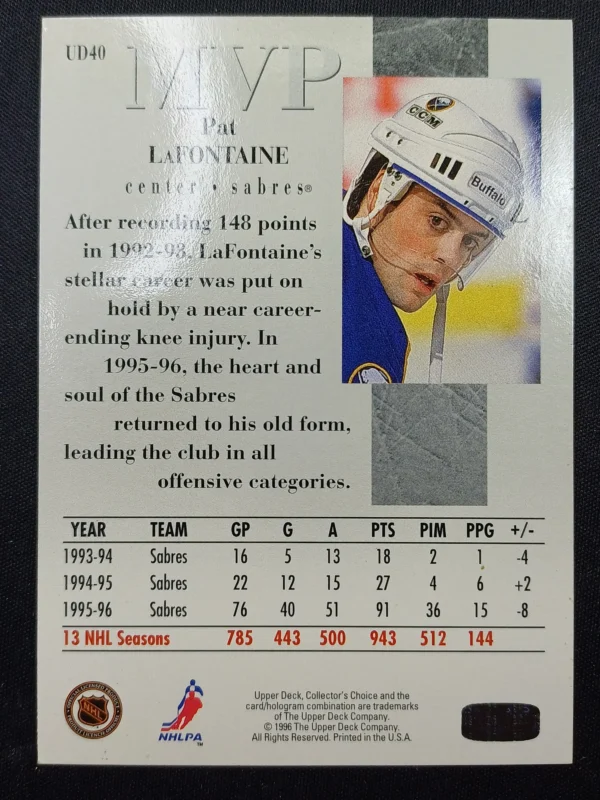 UD40
MVP
Pat
LAFONTAINE
center • sabres®
After recording 148 points
in 1992-93, LaFontaine's
stellar career was put on
hold by a near career-
ending knee injury. In
1995-96, the heart and
soul of the Sabres
returned to his old form,
leading the club in all
offensive categories.
CCM
Buffalo
YEAR TEAM GP G A PTS PIM PPG +/-
1993-94 Sabres 16 5 13 18 2 1 -4
1994-95 Sabres 22 12 15 27 4 6 +2
1995-96 Sabres 76 40 51 91 36 15 -8
13 NHL Seasons 785 443 500 943 512 144
NHL
NHLPA™
Upper Deck, Collector's Choice and the
card/hologram combination are trademarks
of The Upper Deck Company.
© 1996 The Upper Deck Company.
All Rights Reserved. Printed in the U.S.A.